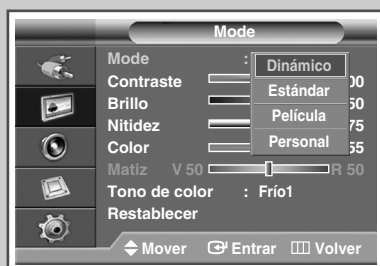 Mode
Mode : Dinámico
Contraste 00
Estándar
Brillo 50
Película
Nitidez 75
Personal
Color 55
Matiz V 50 R 50
Tono de color : Frío1
Restablecer
Mover Entrar Volver